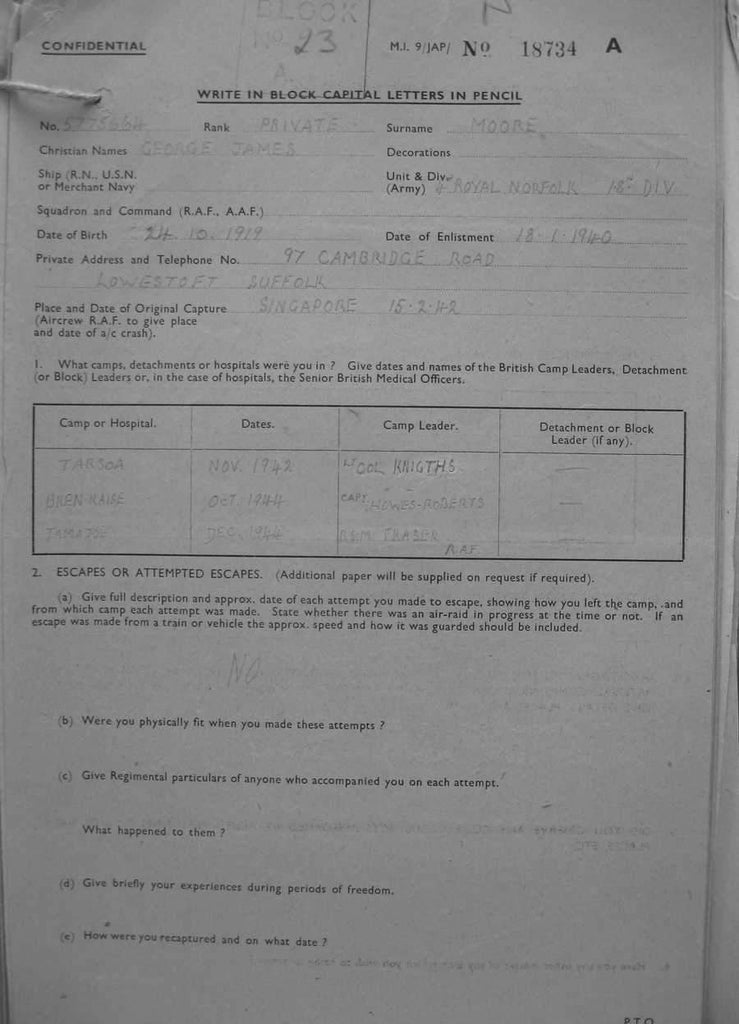 BLOCK
No 23
A
CONFIDENTIAL
M.I. 9/JAP/ No 18734 A
WRITE IN BLOCK CAPITAL LETTERS IN PENCIL
No. 5775664 Rank PRIVATE Surname MOORE
Christian Names GEORGE JAMES Decorations
Ship (R.N., U.S.N. or Merchant Navy Unit & Div. (Army) 4 ROYAL NORFOLK 18th DIV
Squadron and Command (R.A.F., A.A.F.)
Date of Birth 24.10.1919 Date of Enlistment 18.1.1940
Private Address and Telephone No. 97 CAMBRIDGE ROAD
LOWESTOFT SUFFOLK
Place and Date of Original Capture SINGAPORE 15.2.42
(Aircrew R.A.F. to give place
and date of a/c crash).
1. What camps, detachments or hospitals were you in ? Give dates and names of the British Camp Leaders, Detachment
(or Block) Leaders or, in the case of hospitals, the Senior British Medical Officers.
Camp or Hospital. Dates. Camp Leader. Detachment or Block
Leader (if any).
TARSOA NOV. 1942 LT COL KNIGTHS —
BREN-KAISE OCT. 1944 CAPT. HOWES-ROBERTS —
DEC. 1944 R.S.M. FRASER —
R.A.F.
2. ESCAPES OR ATTEMPTED ESCAPES. (Additional paper will be supplied on request if required).
(a) Give full description and approx. date of each attempt you made to escape, showing how you left the camp, and
from which camp each attempt was made. State whether there was an air-raid in progress at the time or not. If an
escape was made from a train or vehicle the approx. speed and how it was guarded should be included.
NO
(b) Were you physically fit when you made these attempts ?
(c) Give Regimental particulars of anyone who accompanied you on each attempt.
What happened to them ?
(d) Give briefly your experiences during periods of freedom.
(e) How were you recaptured and on what date ?
P.T.O.